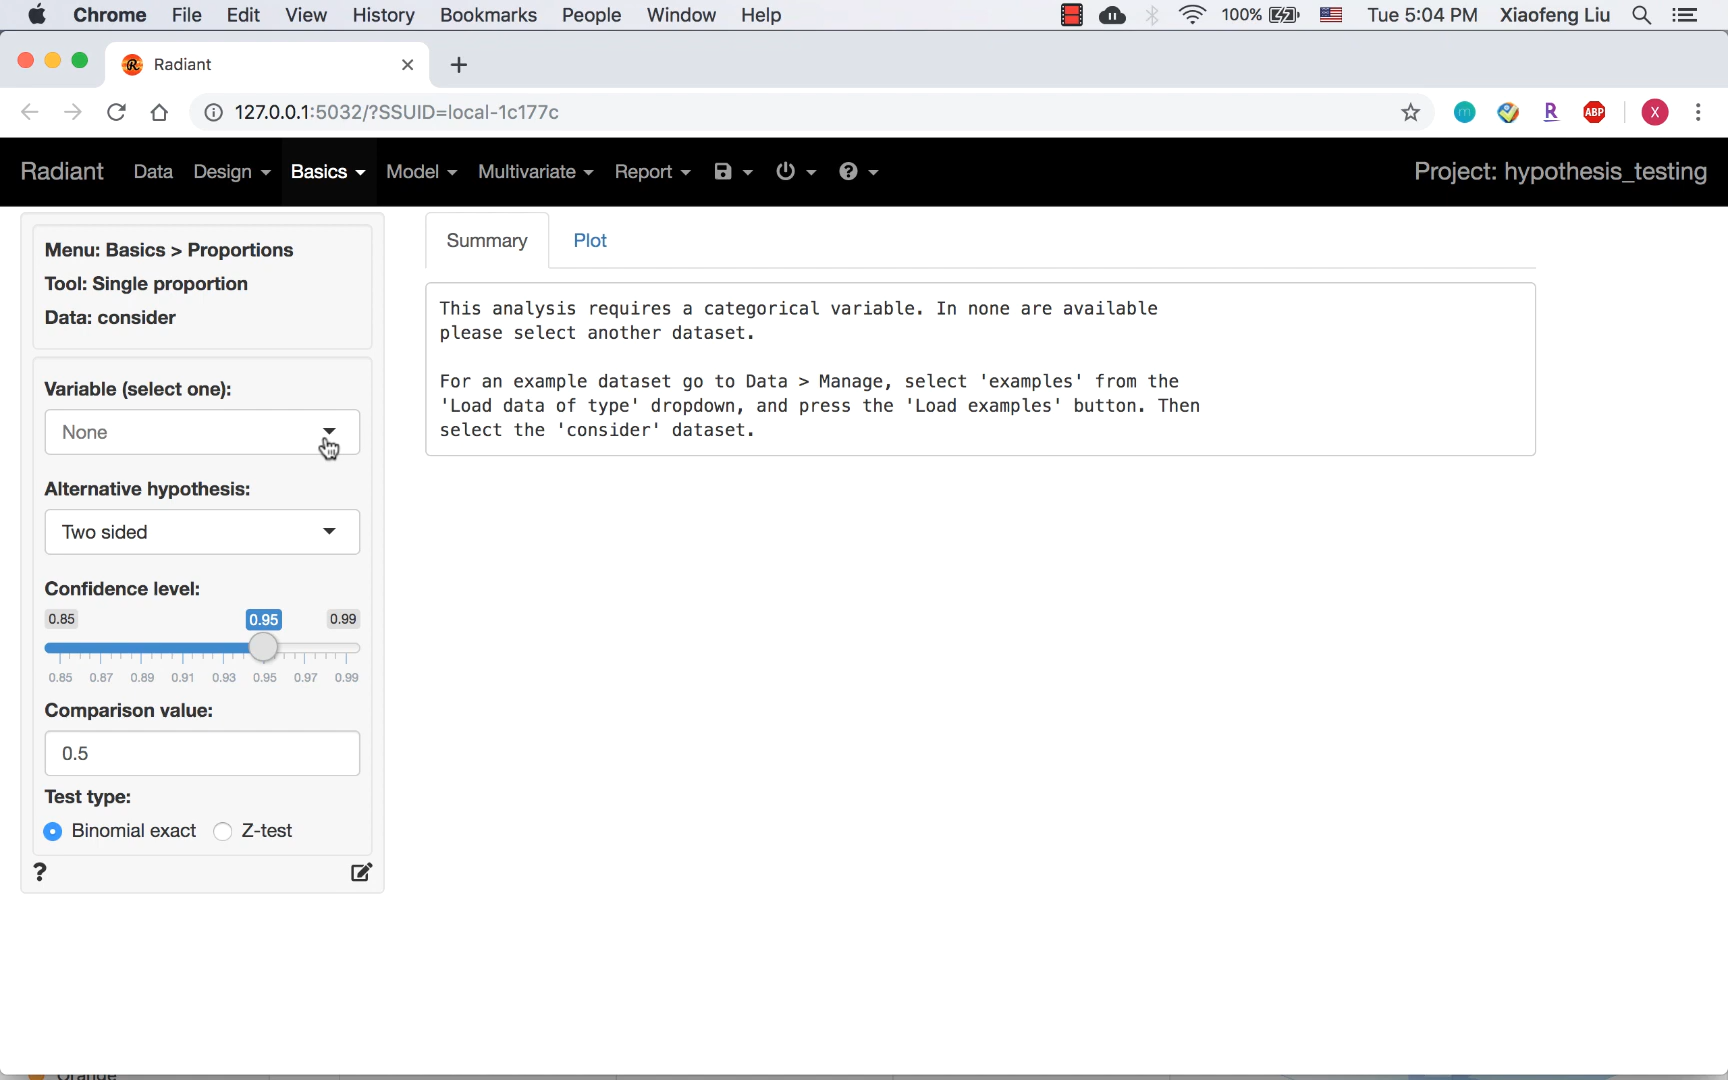 Chrome File Edit View History Bookmarks People Window Help 100% Tue 5:04 PM Xiaofeng Liu
Radiant
127.0.0.1:5032/?SSUID=local-1c177c
m R ABP X
Radiant Data Design Basics Model Multivariate Report Project: hypothesis_testing
Menu: Basics > Proportions
Tool: Single proportion
Data: consider
Variable (select one):
None
Alternative hypothesis:
Two sided
Confidence level:
0.85 0.95 0.99
0.85 0.87 0.89 0.91 0.93 0.95 0.97 0.99
Comparison value:
0.5
Test type:
Binomial exact Z-test
?
Summary Plot
This analysis requires a categorical variable. In none are available
please select another dataset.
For an example dataset go to Data > Manage, select 'examples' from the
'Load data of type' dropdown, and press the 'Load examples' button. Then
select the 'consider' dataset.